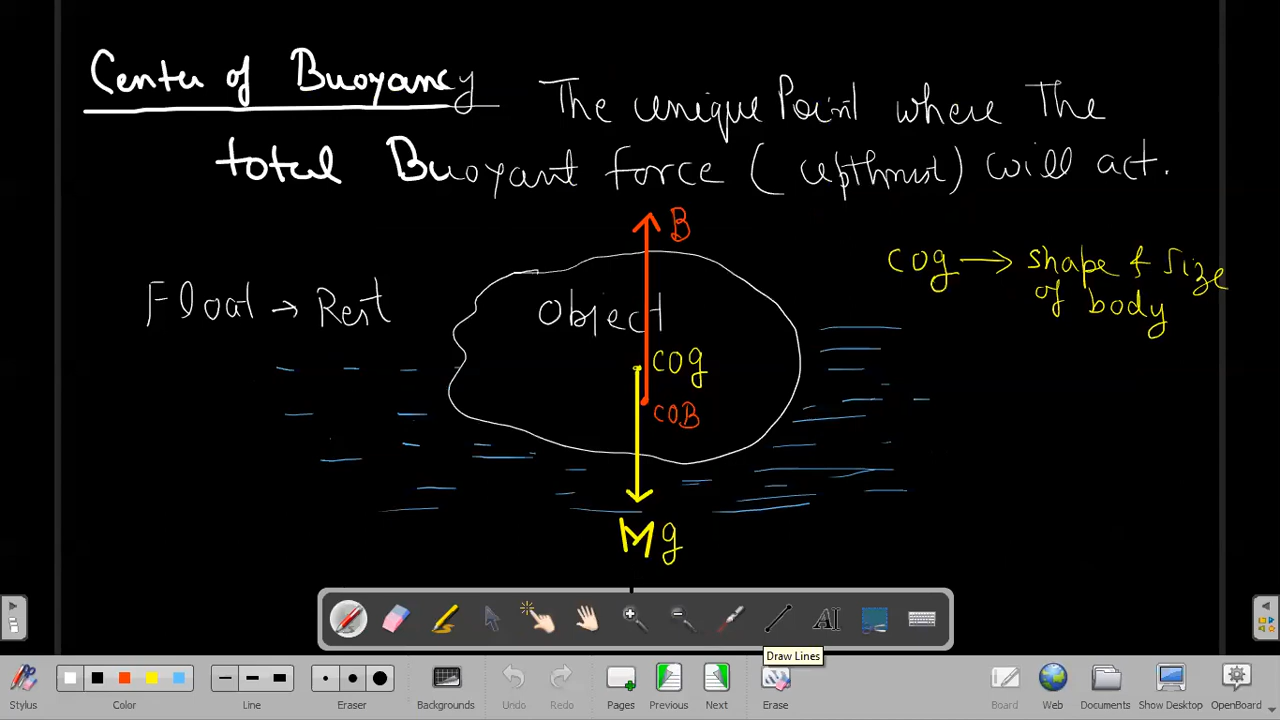 Center of Buoyancy The unique Point where The
total Buoyant force (upthrust) will act.
B
cog → shape & size
of body
Float → Rest
Object
cog
COB
Mg
Draw Lines
Stylus
Color
Line
Eraser
Backgrounds
Undo
Redo
Pages
Previous
Next
Erase
Board
Web
Documents
Show Desktop
OpenBoard